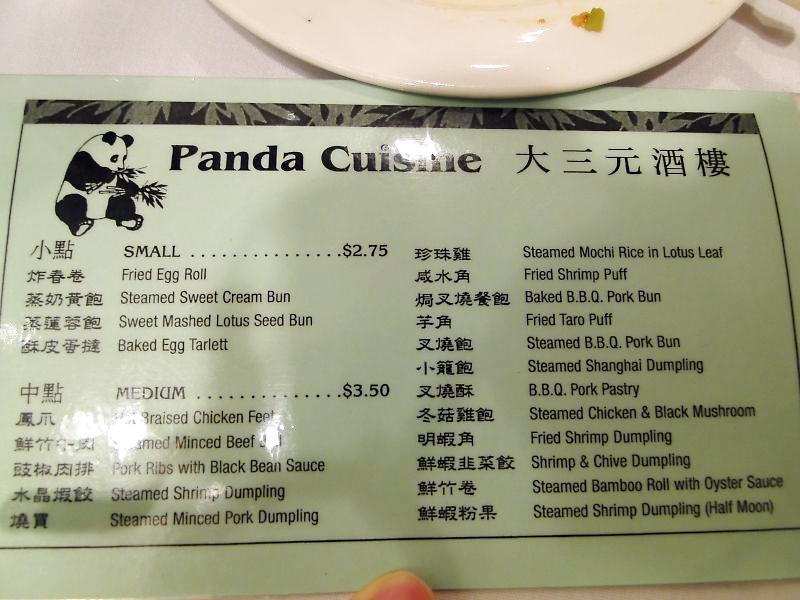 Panda Cuisine 大三元酒樓
小點 SMALL ................$2.75
炸春卷 Fried Egg Roll
蒸奶黃飽 Steamed Sweet Cream Bun
蒸蓮蓉飽 Sweet Mashed Lotus Seed Bun
酥皮蛋撻 Baked Egg Tarlett
中點 MEDIUM ...............$3.50
鳳爪 Braised Chicken Feet
鮮竹牛肉 Steamed Minced Beef
豉椒肉排 Pork Ribs with Black Bean Sauce
水晶蝦餃 Steamed Shrimp Dumpling
燒買 Steamed Minced Pork Dumpling
珍珠雞 Steamed Mochi Rice in Lotus Leaf
咸水角 Fried Shrimp Puff
焗叉燒餐飽 Baked B.B.Q. Pork Bun
芋角 Fried Taro Puff
叉燒飽 Steamed B.B.Q. Pork Bun
小籠飽 Steamed Shanghai Dumpling
叉燒酥 B.B.Q. Pork Pastry
冬菇雞飽 Steamed Chicken & Black Mushroom
明蝦角 Fried Shrimp Dumpling
鮮蝦韭菜餃 Shrimp & Chive Dumpling
鮮竹卷 Steamed Bamboo Roll with Oyster Sauce
鮮蝦粉果 Steamed Shrimp Dumpling (Half Moon)